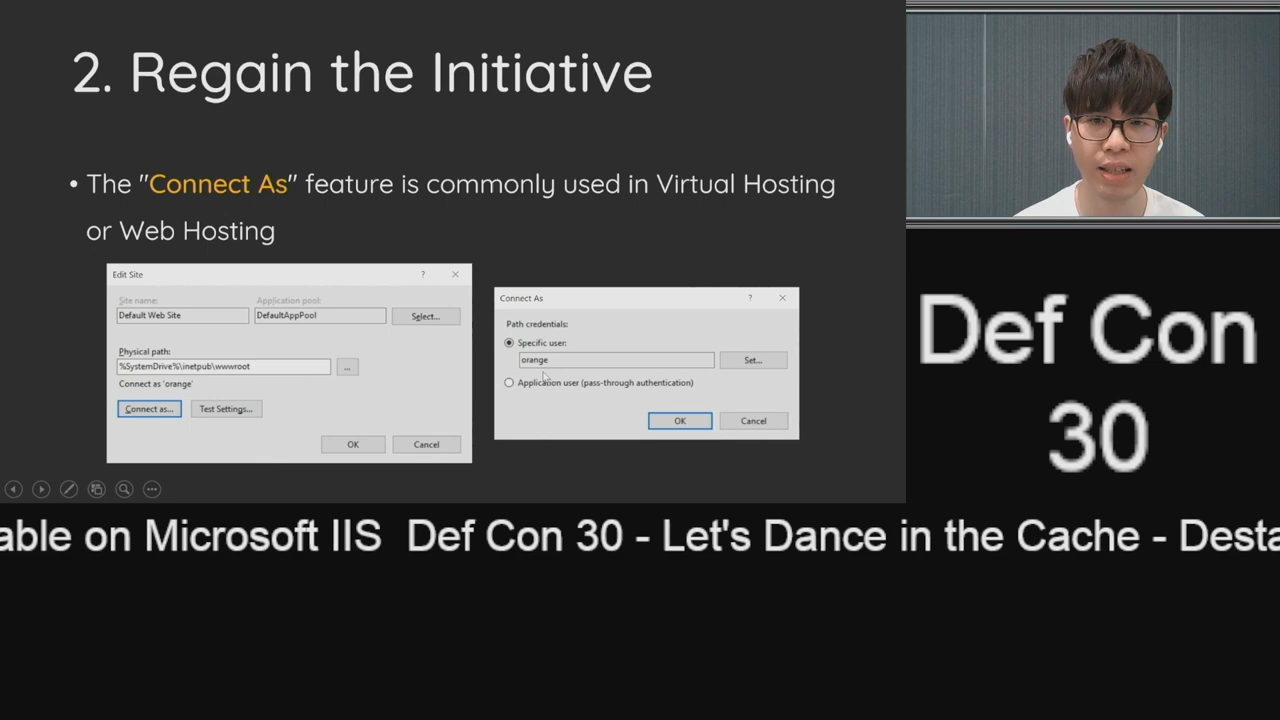 2. Regain the Initiative
• The "Connect As" feature is commonly used in Virtual Hosting
or Web Hosting
Edit Site ?
Site name: Application pool:
Default Web Site DefaultAppPool Select...
Physical path:
%SystemDrive%\inetpub\wwwroot ...
Connect as 'orange'
Connect as... Test Settings...
OK Cancel
Connect As ?
Path credentials:
Specific user:
orange Set...
Application user (pass-through authentication)
OK Cancel
Def Con
30
able on Microsoft IIS Def Con 30 - Let's Dance in the Cache - Desta